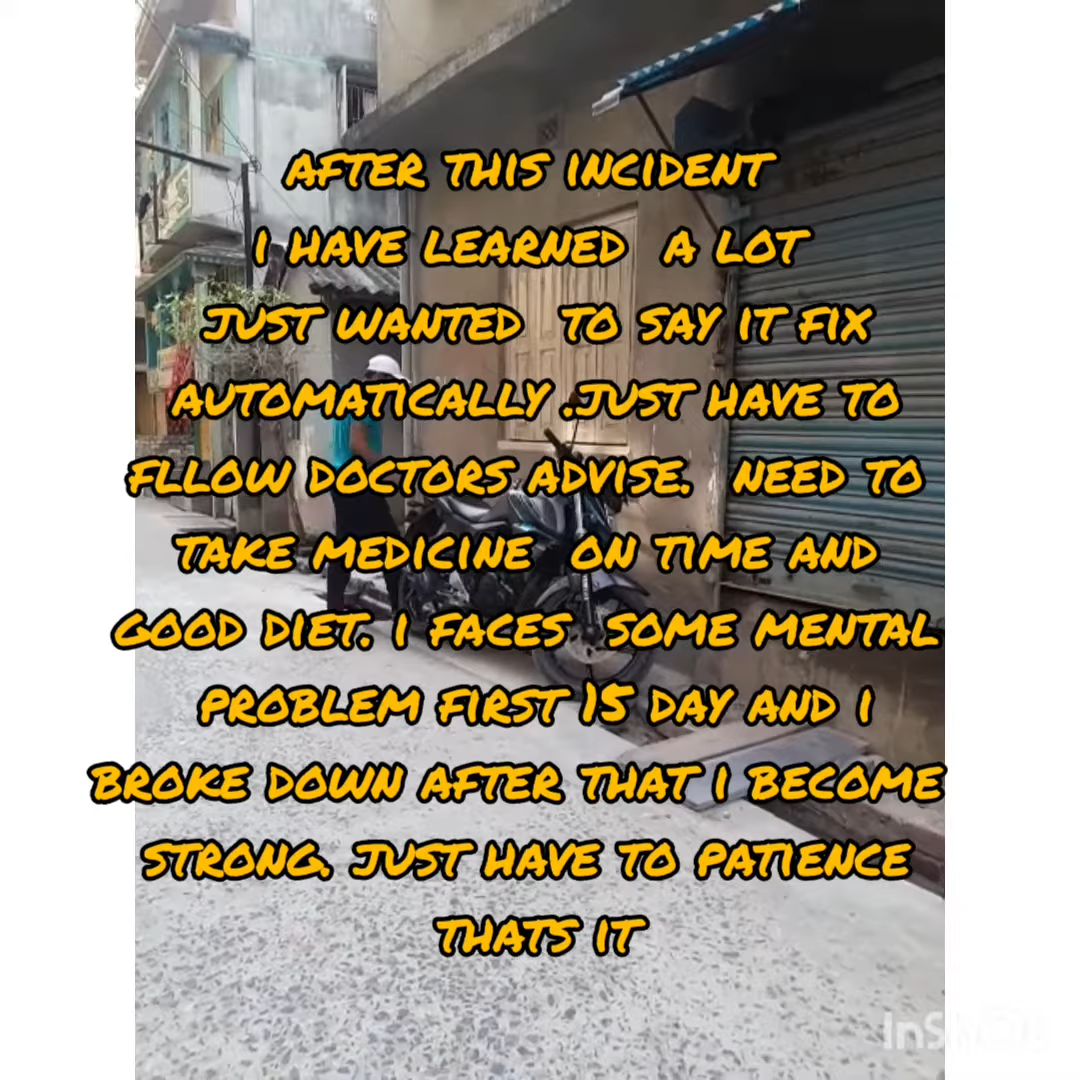 AFTER THIS INCIDENT
I HAVE LEARNED A LOT
JUST WANTED TO SAY IT FIX
AUTOMATICALLY .JUST HAVE TO
FLLOW DOCTORS ADVISE. NEED TO
TAKE MEDICINE ON TIME AND
GOOD DIET. I FACES SOME MENTAL
PROBLEM FIRST 15 DAY AND I
BROKE DOWN AFTER THAT I BECOME
STRONG. JUST HAVE TO PATIENCE
THATS IT